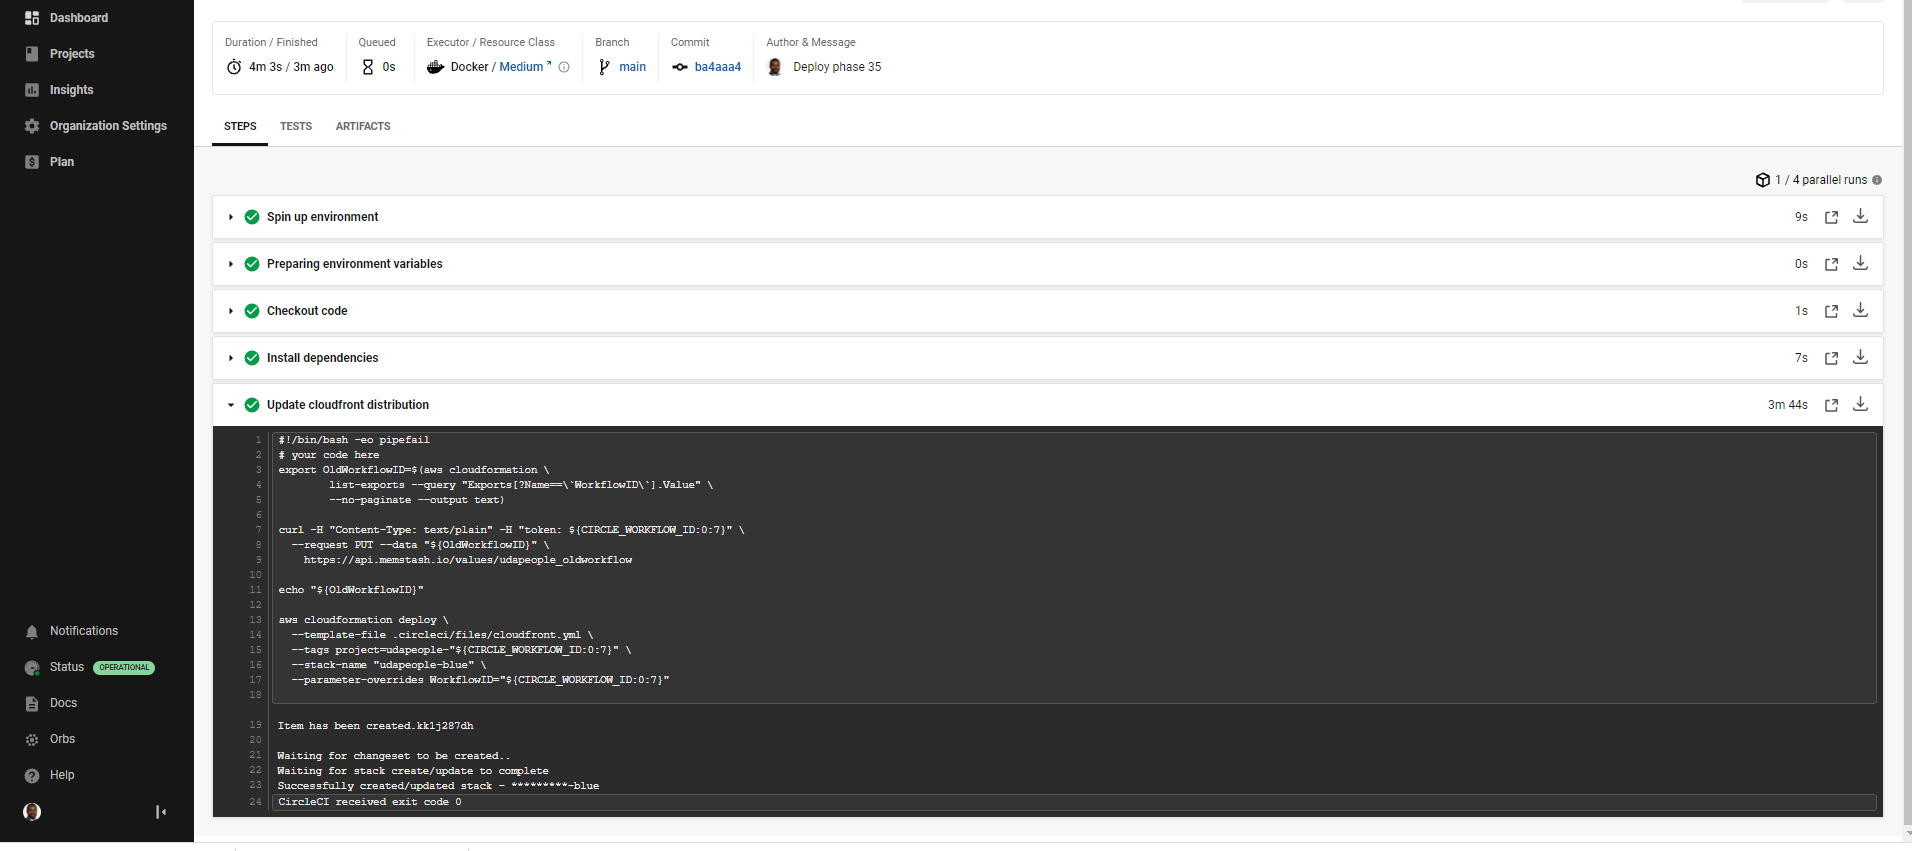 Dashboard
Projects
Insights
Organization Settings
Plan
Notifications
Status OPERATIONAL
Docs
Orbs
Help
Duration / Finished
4m 3s / 3m ago
Queued
0s
Executor / Resource Class
Docker / Medium
Branch
main
Commit
ba4aaa4
Author & Message
Deploy phase 35
STEPS TESTS ARTIFACTS
1 / 4 parallel runs
Spin up environment 9s
Preparing environment variables 0s
Checkout code 1s
Install dependencies 7s
Update cloudfront distribution 3m 44s
1 #!/bin/bash -eo pipefail
2 # your code here
3 export OldWorkflowID=$(aws cloudformation \
4 list-exports --query "Exports[?Name==\`WorkflowID\`].Value" \
5 --no-paginate --output text)
6
7 curl -H "Content-Type: text/plain" -H "token: ${CIRCLE_WORKFLOW_ID:0:7}" \
8 --request PUT --data "${OldWorkflowID}" \
9 https://api.memstash.io/values/udapeople_oldworkflow
10
11 echo "${OldWorkflowID}"
12
13 aws cloudformation deploy \
14 --template-file .circleci/files/cloudfront.yml \
15 --tags project=udapeople-"${CIRCLE_WORKFLOW_ID:0:7}" \
16 --stack-name "udapeople-blue" \
17 --parameter-overrides WorkflowID="${CIRCLE_WORKFLOW_ID:0:7}"
18
19 Item has been created.kk1j287dh
20
21 Waiting for changeset to be created..
22 Waiting for stack create/update to complete
23 Successfully created/updated stack - *********-blue
24 CircleCI received exit code 0